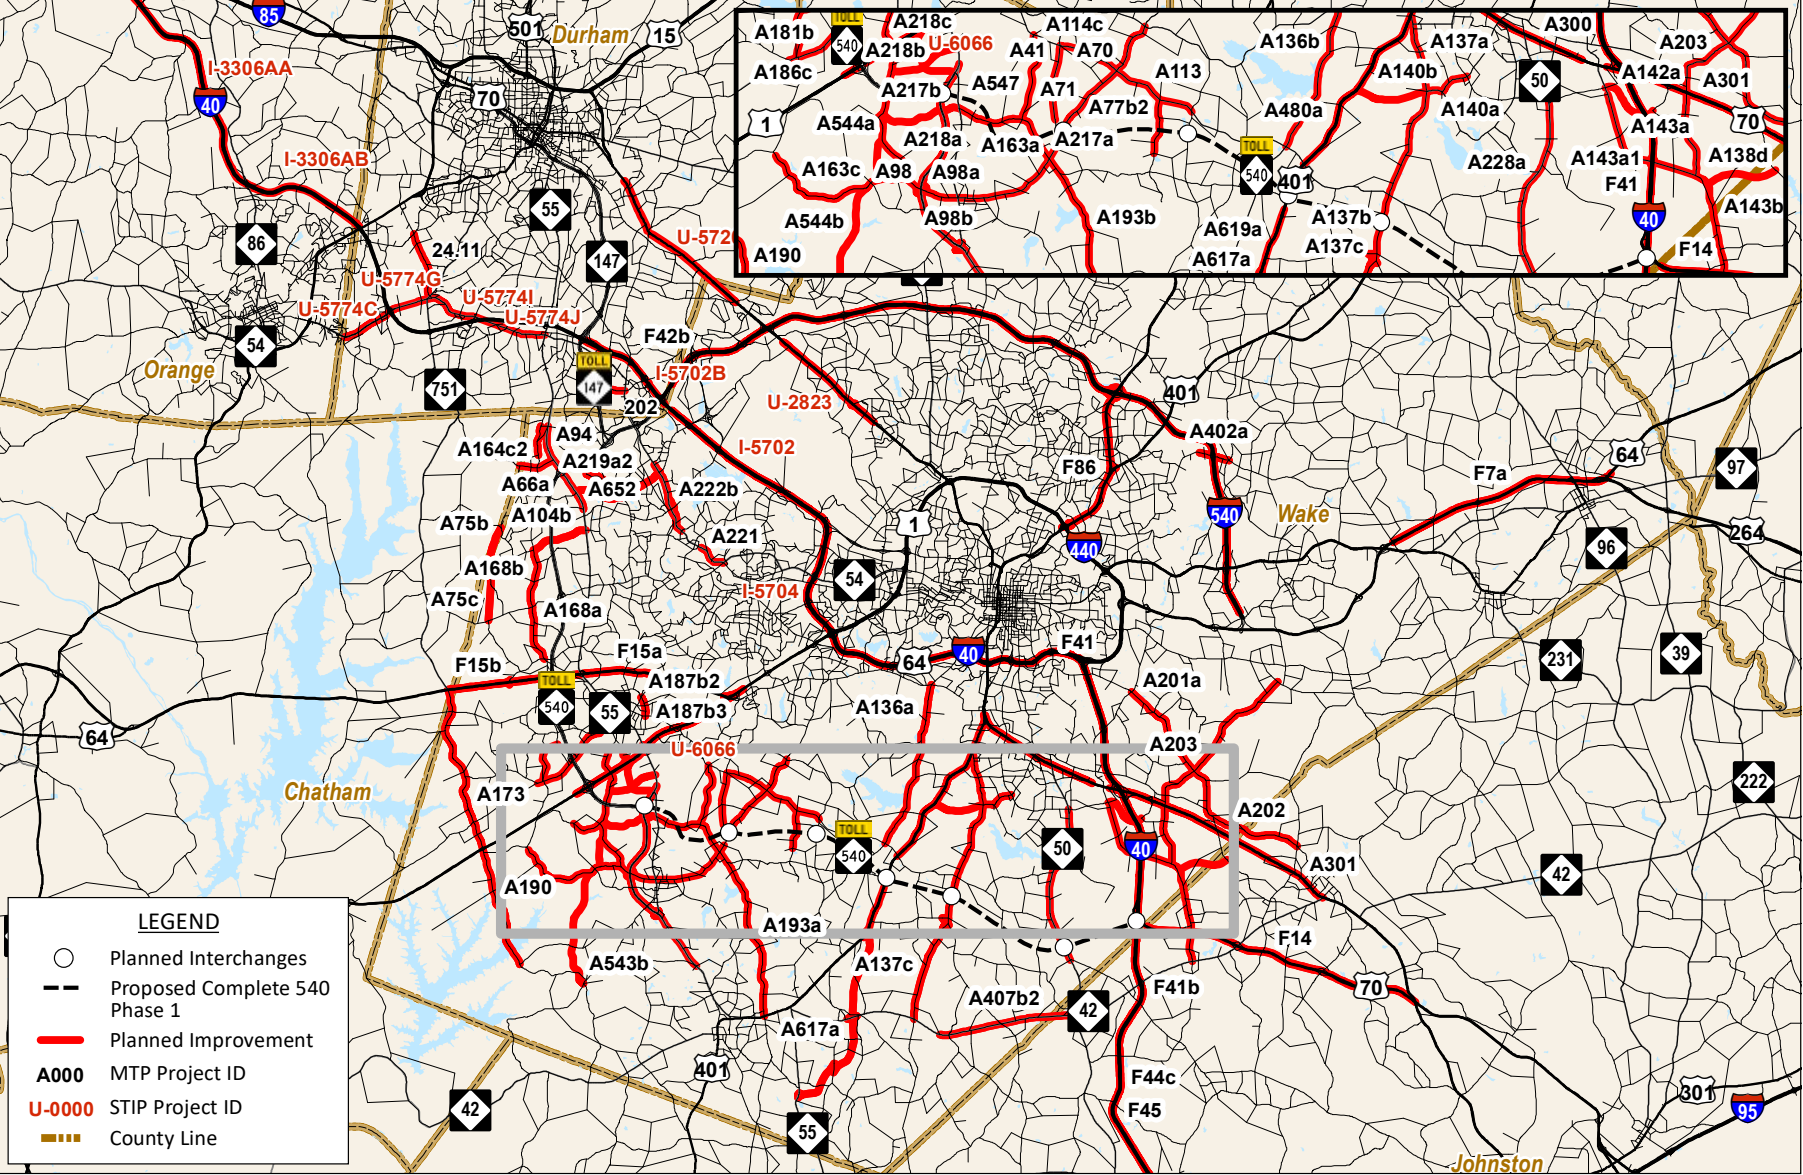 85
501
Durham
15
I-3306AA
40
70
I-3306AB
55
86
24.11
147
U-572
U-5774G
U-5774I
U-5774C
U-5774J
54
Orange
F42b
TOLL
147
I-5702B
751
202
U-2823
401
A94
A164c2
A402a
I-5702
A219a2
F86
64
F7a
97
A66a
A652
A222b
A75b
A104b
1
540
Wake
264
A221
440
96
A168b
54
A75c
I-5704
A168a
F15b
F15a
64
40
F41
231
39
TOLL
540
55
A187b2
A201a
A187b3
A136a
64
U-6066
A203
Chatham
A173
222
A202
TOLL
540
50
40
A301
42
A190
A193a
F14
A543b
A137c
F41b
70
A407b2
42
A617a
401
F44c
F45
301
95
42
55
Johnston
A181b
TOLL
540
A218c
A114c
A300
A218b
U-6066
A41
A70
A136b
A137a
A203
A186c
A217b
A547
A71
A113
A140b
50
A142a
A301
A77b2
1
A544a
A480a
A140a
70
A218a
A163a
A217a
TOLL
540
A143a
A163c
A98
A98a
401
A228a
A143a1
A138d
F41
A544b
A98b
A193b
A619a
A137b
40
A143b
A190
A617a
A137c
F14
LEGEND
Planned Interchanges
Proposed Complete 540
Phase 1
Planned Improvement
A000 MTP Project ID
U-0000 STIP Project ID
County Line